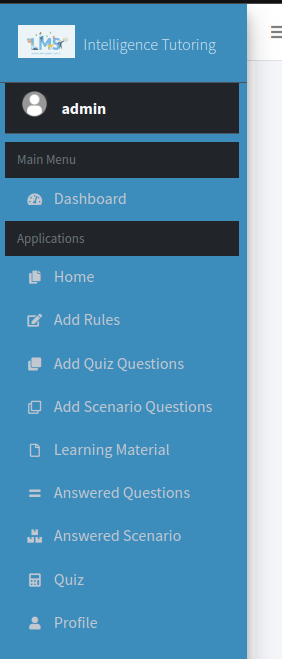 LMS
Intelligence Tutoring
admin
Main Menu
Dashboard
Applications
Home
Add Rules
Add Quiz Questions
Add Scenario Questions
Learning Material
Answered Questions
Answered Scenario
Quiz
Profile